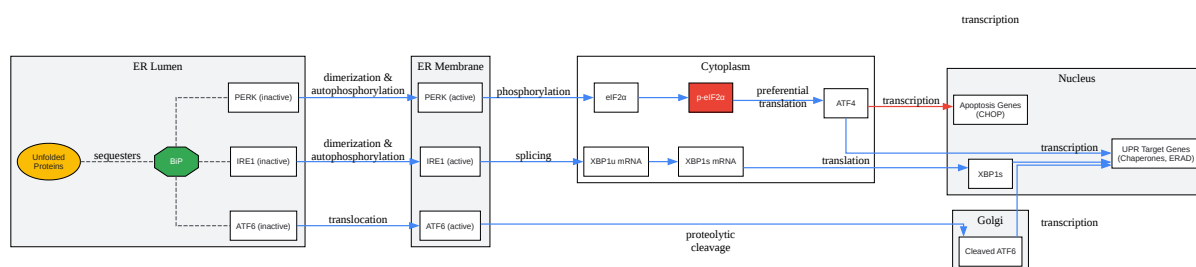 transcription
ER Lumen
ER Membrane
Cytoplasm
Nucleus
dimerization &
autophosphorylation
PERK (inactive)
PERK (active)
phosphorylation
eIF2α
p-eIF2α
preferential
translation
ATF4
transcription
Apoptosis Genes
(CHOP)
Unfolded
Proteins
sequesters
BiP
IRE1 (inactive)
dimerization &
autophosphorylation
IRE1 (active)
splicing
XBP1u mRNA
XBP1s mRNA
translation
XBP1s
transcription
UPR Target Genes
(Chaperones, ERAD)
ATF6 (inactive)
translocation
ATF6 (active)
proteolytic
cleavage
Golgi
Cleaved ATF6
transcription